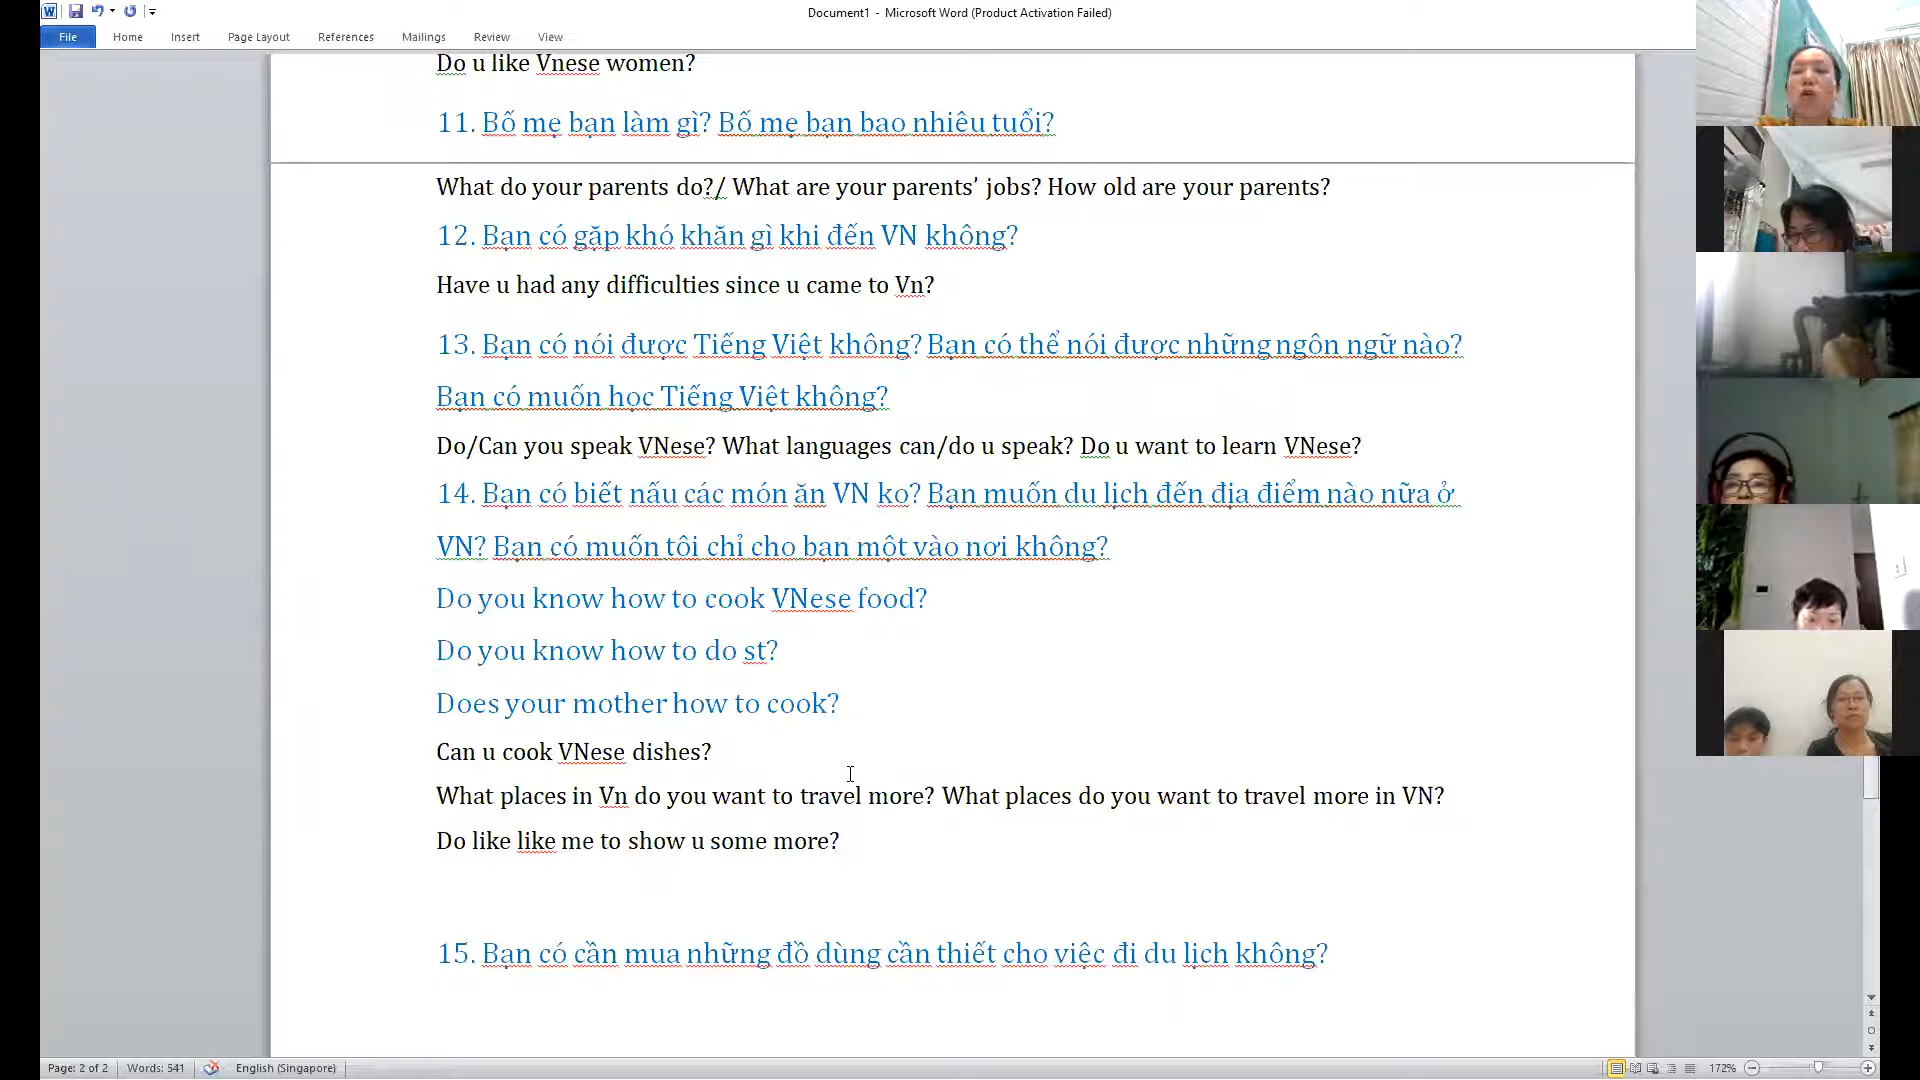 Document1 - Microsoft Word (Product Activation Failed)
File Home Insert Page Layout References Mailings Review View
Do u like Vnese women?
11. Bố mẹ bạn làm gì? Bố mẹ bạn bao nhiêu tuổi?
What do your parents do?/ What are your parents’ jobs? How old are your parents?
12. Bạn có gặp khó khăn gì khi đến VN không?
Have u had any difficulties since u came to Vn?
13. Bạn có nói được Tiếng Việt không? Bạn có thể nói được những ngôn ngữ nào?
Bạn có muốn học Tiếng Việt không?
Do/Can you speak VNese? What languages can/do u speak? Do u want to learn VNese?
14. Bạn có biết nấu các món ăn VN ko? Bạn muốn du lịch đến địa điểm nào nữa ở
VN? Bạn có muốn tôi chỉ cho bạn một vào nơi không?
Do you know how to cook VNese food?
Do you know how to do st?
Does your mother how to cook?
Can u cook VNese dishes?
What places in Vn do you want to travel more? What places do you want to travel more in VN?
Do like like me to show u some more?
15. Bạn có cần mua những đồ dùng cần thiết cho việc đi du lịch không?
Page: 2 of 2 Words: 541 English (Singapore) 172%